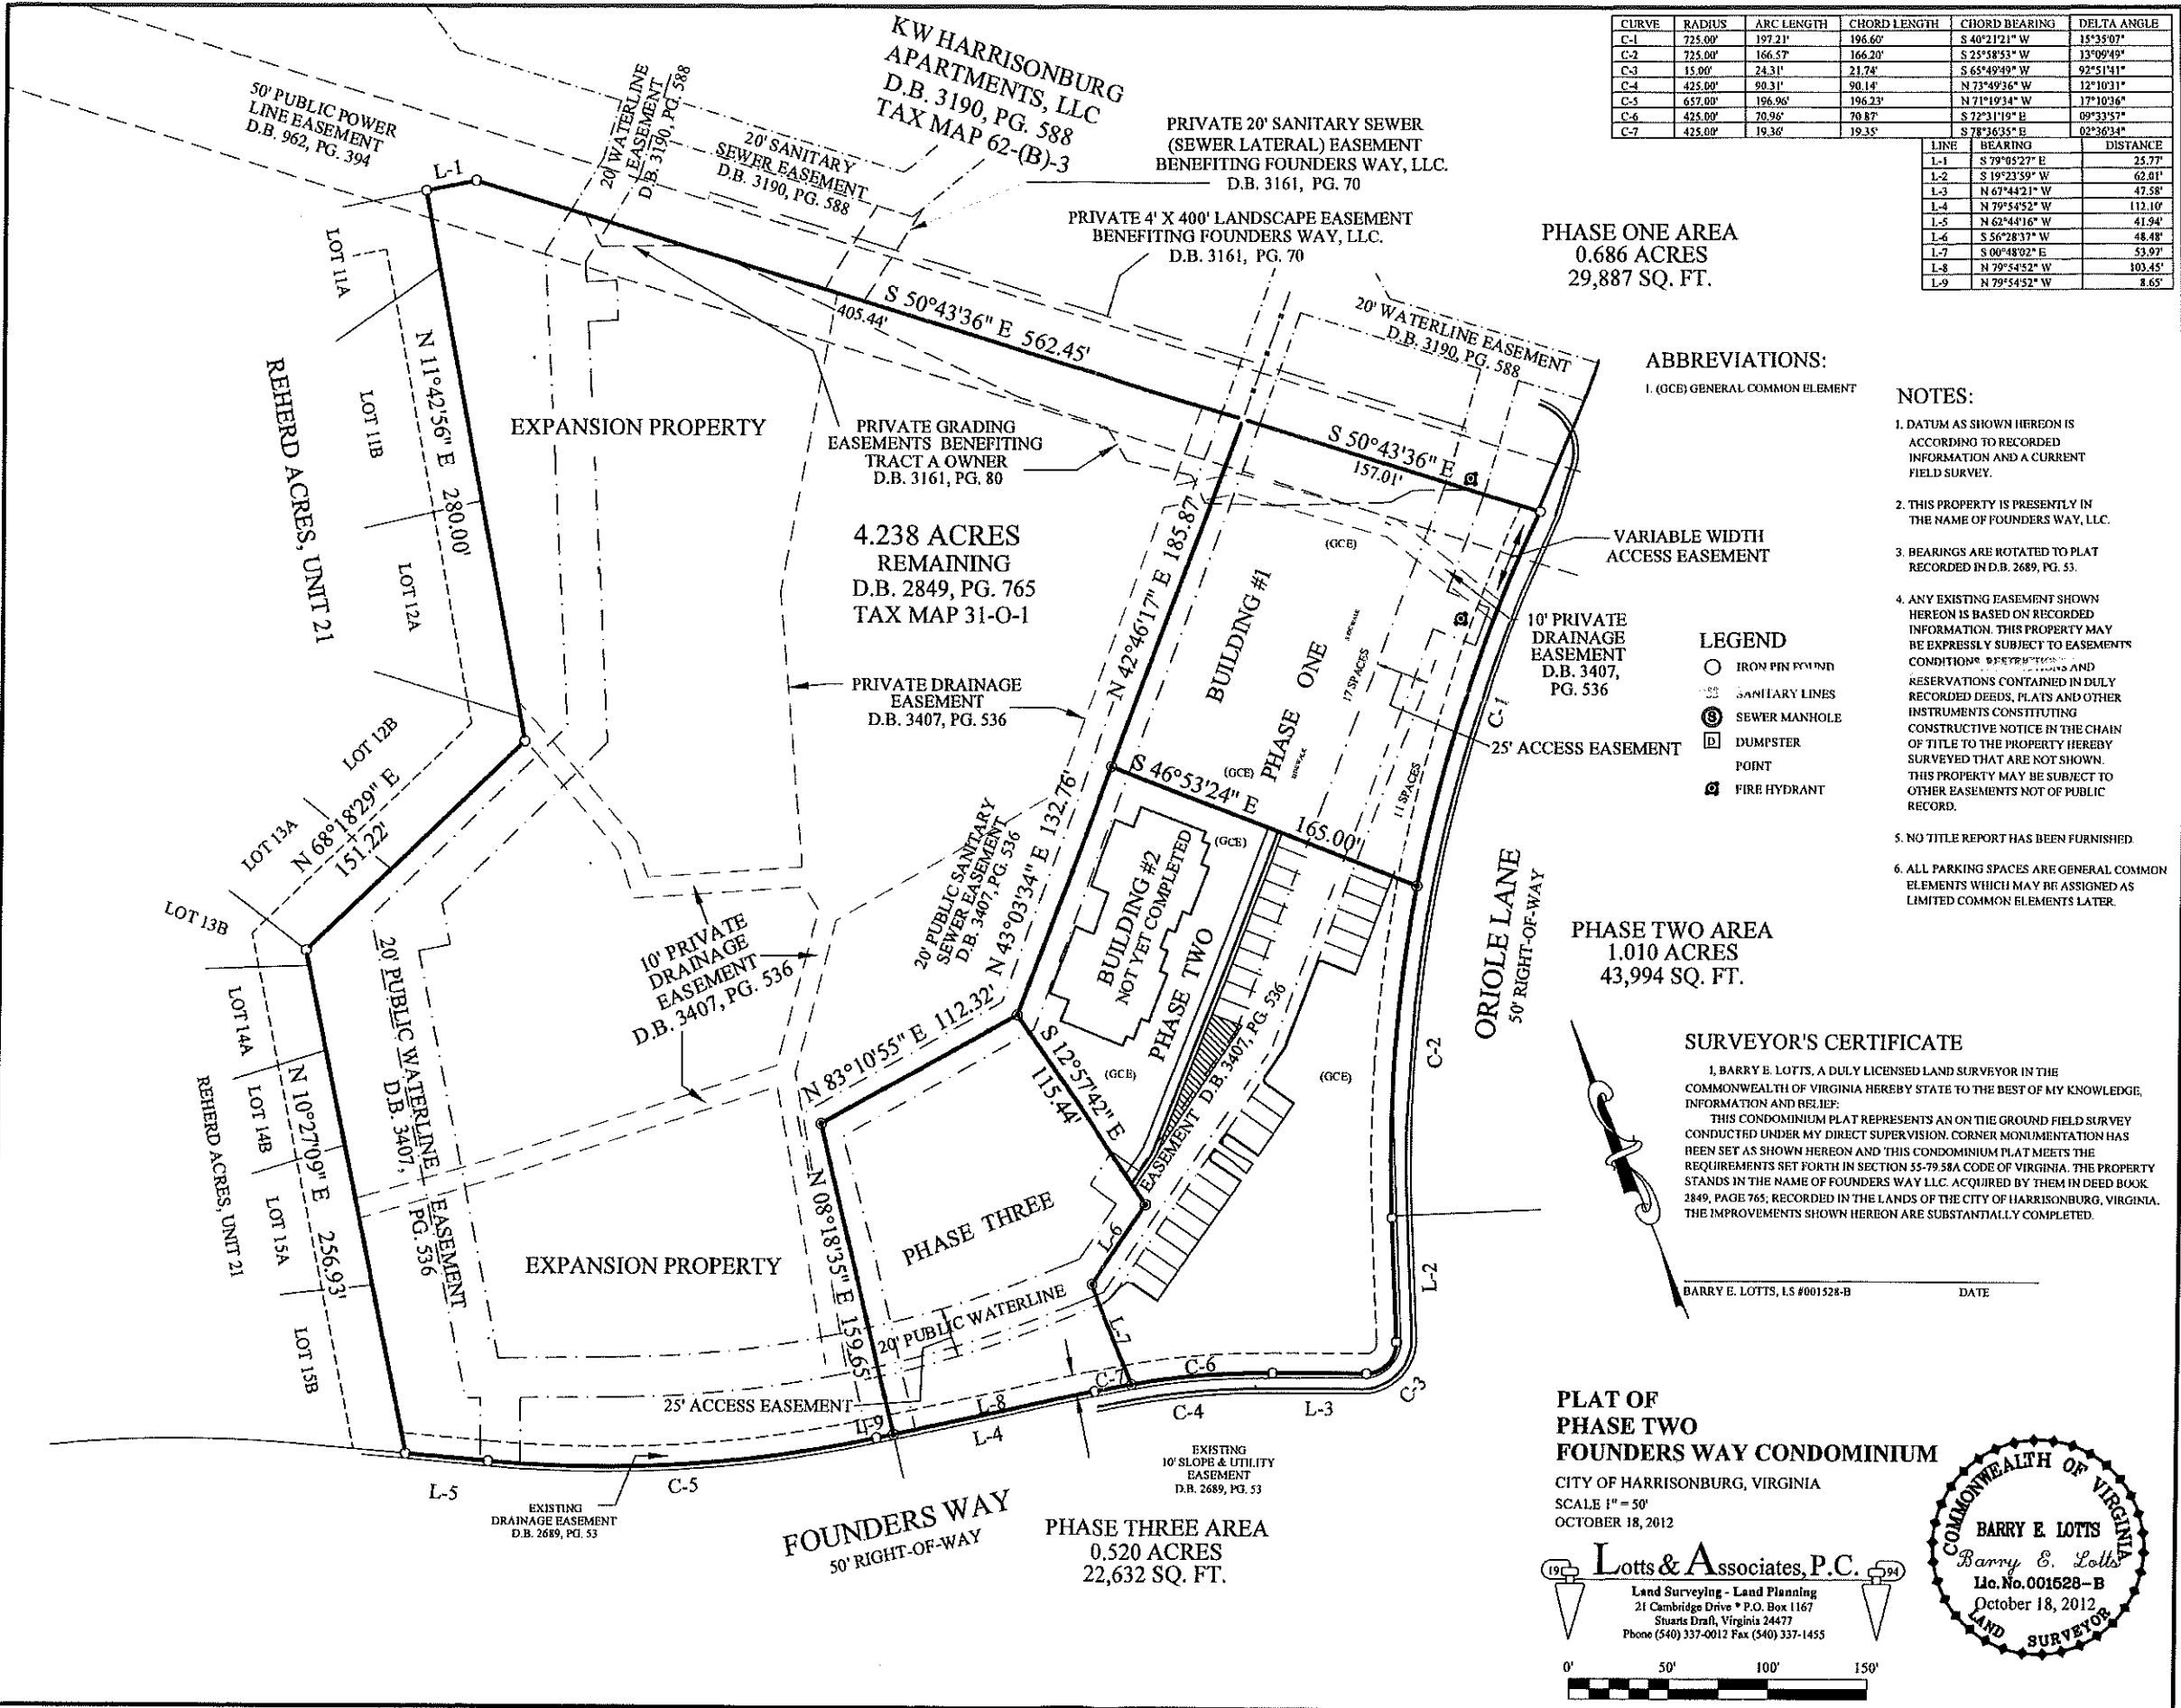 CURVE RADIUS ARC LENGTH CHORD LENGTH CHORD BEARING DELTA ANGLE
C-1 725.00' 197.21' 196.60' S 40°21'21" W 15°35'07"
C-2 725.00' 166.57' 166.20' S 25°58'53" W 13°09'49"
C-3 15.00' 24.31' 21.74' S 65°49'49" W 92°51'41"
C-4 425.00' 90.31' 90.14' N 73°49'36" W 12°10'31"
C-5 657.00' 196.96' 196.23' N 71°19'34" W 17°10'36"
C-6 425.00' 70.96' 70.87' S 72°31'19" E 09°33'57"
C-7 425.00' 19.36' 19.35' S 78°36'35" E 02°36'34"
LINE BEARING DISTANCE
L-1 S 79°05'27" E 25.77'
L-2 S 19°23'59" W 62.01'
L-3 N 67°44'21" W 47.58'
L-4 N 79°54'52" W 112.10'
L-5 N 62°44'16" W 41.94'
L-6 S 56°28'37" W 48.48'
L-7 S 00°48'02" E 53.97'
L-8 N 79°54'52" W 103.45'
L-9 N 79°54'52" W 8.65'
KW HARRISONBURG
APARTMENTS, LLC
D.B. 3190, PG. 588
TAX MAP 62-(B)-3
50' PUBLIC POWER
LINE EASEMENT
D.B. 962, PG. 394
20' WATERLINE
EASEMENT
D.B. 3190, PG. 588
20' SANITARY
SEWER EASEMENT
D.B. 3190, PG. 588
PRIVATE 20' SANITARY SEWER
(SEWER LATERAL) EASEMENT
BENEFITING FOUNDERS WAY, LLC.
D.B. 3161, PG. 70
PRIVATE 4' X 400' LANDSCAPE EASEMENT
BENEFITING FOUNDERS WAY, LLC.
D.B. 3161, PG. 70
PHASE ONE AREA
0.686 ACRES
29,887 SQ. FT.
L-1
LOT 11A
S 50°43'36" E 562.45'
405.44'
20' WATERLINE EASEMENT
D.B. 3190, PG. 588
ABBREVIATIONS:
1. (GCE) GENERAL COMMON ELEMENT
REHERD ACRES, UNIT 21
LOT 11B
N 11°42'56" E 280.00'
LOT 12A
EXPANSION PROPERTY
PRIVATE GRADING
EASEMENTS BENEFITING
TRACT A OWNER
D.B. 3161, PG. 80
S 50°43'36" E
157.01'
4.238 ACRES
REMAINING
D.B. 2849, PG. 765
TAX MAP 31-O-1
N 42°46'17" E 185.87'
(GCE)
BUILDING #1
PHASE ONE
17 SPACES
VARIABLE WIDTH
ACCESS EASEMENT
10' PRIVATE
DRAINAGE
EASEMENT
D.B. 3407,
PG. 536
NOTES:
1. DATUM AS SHOWN HEREON IS
ACCORDING TO RECORDED
INFORMATION AND A CURRENT
FIELD SURVEY.
2. THIS PROPERTY IS PRESENTLY IN
THE NAME OF FOUNDERS WAY, LLC.
3. BEARINGS ARE ROTATED TO PLAT
RECORDED IN D.B. 2689, PG. 53.
4. ANY EXISTING EASEMENT SHOWN
HEREON IS BASED ON RECORDED
INFORMATION. THIS PROPERTY MAY
BE EXPRESSLY SUBJECT TO EASEMENTS
CONDITIONS AND
RESERVATIONS CONTAINED IN DULY
RECORDED DEEDS, PLATS AND OTHER
INSTRUMENTS CONSTITUTING
CONSTRUCTIVE NOTICE IN THE CHAIN
OF TITLE TO THE PROPERTY HEREBY
SURVEYED THAT ARE NOT SHOWN.
THIS PROPERTY MAY BE SUBJECT TO
OTHER EASEMENTS NOT OF PUBLIC
RECORD.
5. NO TITLE REPORT HAS BEEN FURNISHED.
6. ALL PARKING SPACES ARE GENERAL COMMON
ELEMENTS WHICH MAY BE ASSIGNED AS
LIMITED COMMON ELEMENTS LATER.
LEGEND
IRON PIN FOUND
SS SANITARY LINES
S SEWER MANHOLE
D DUMPSTER
POINT
FIRE HYDRANT
PRIVATE DRAINAGE
EASEMENT
D.B. 3407, PG. 536
C-1
25' ACCESS EASEMENT
LOT 12B
N 68°18'29" E
151.22'
LOT 13A
LOT 13B
(GCE)
S 46°53'24" E
165.00'
11 SPACES
20' PUBLIC SANITARY
SEWER EASEMENT
D.B. 3407, PG. 536
N 43°03'34" E 132.76'
BUILDING #2
NOT YET COMPLETED
(GCE)
PHASE TWO
ORIOLE LANE
50' RIGHT-OF-WAY
PHASE TWO AREA
1.010 ACRES
43,994 SQ. FT.
10' PRIVATE
DRAINAGE
EASEMENT
D.B. 3407, PG. 536
20' PUBLIC WATERLINE EASEMENT
D.B. 3407, PG. 536
N 83°10'55" E 112.32'
S 12°57'42" E
115.44'
(GCE)
EASEMENT D.B. 3407, PG. 536
(GCE)
C-2
LOT 14A
LOT 14B
REHERD ACRES, UNIT 21
N 10°27'09" E 256.93'
LOT 15A
LOT 15B
SURVEYOR'S CERTIFICATE
I, BARRY E. LOTTS, A DULY LICENSED LAND SURVEYOR IN THE
COMMONWEALTH OF VIRGINIA HEREBY STATE TO THE BEST OF MY KNOWLEDGE,
INFORMATION AND BELIEF:
THIS CONDOMINIUM PLAT REPRESENTS AN ON THE GROUND FIELD SURVEY
CONDUCTED UNDER MY DIRECT SUPERVISION. CORNER MONUMENTATION HAS
BEEN SET AS SHOWN HEREON AND THIS CONDOMINIUM PLAT MEETS THE
REQUIREMENTS SET FORTH IN SECTION 55-79.58A CODE OF VIRGINIA. THE PROPERTY
STANDS IN THE NAME OF FOUNDERS WAY LLC. ACQUIRED BY THEM IN DEED BOOK
2849, PAGE 765; RECORDED IN THE LANDS OF THE CITY OF HARRISONBURG, VIRGINIA.
THE IMPROVEMENTS SHOWN HEREON ARE SUBSTANTIALLY COMPLETED.
BARRY E. LOTTS, LS #001528-B DATE
EXPANSION PROPERTY
N 08°18'35" E 159.65'
PHASE THREE
L-6
20' PUBLIC WATERLINE
L-7
L-2
25' ACCESS EASEMENT
L-9
L-8
C-7
C-6
L-4
C-4
L-3
C-3
L-5
C-5
EXISTING
DRAINAGE EASEMENT
D.B. 2689, PG. 53
FOUNDERS WAY
50' RIGHT-OF-WAY
EXISTING
10' SLOPE & UTILITY
EASEMENT
D.B. 2689, PG. 53
PHASE THREE AREA
0.520 ACRES
22,632 SQ. FT.
PLAT OF
PHASE TWO
FOUNDERS WAY CONDOMINIUM
CITY OF HARRISONBURG, VIRGINIA
SCALE 1" = 50'
OCTOBER 18, 2012
19 94
Lotts & Associates, P.C.
Land Surveying - Land Planning
21 Cambridge Drive * P.O. Box 1167
Stuarts Draft, Virginia 24477
Phone (540) 337-0012 Fax (540) 337-1455
0' 50' 100' 150'
COMMONWEALTH OF VIRGINIA
BARRY E. LOTTS
Barry E. Lotts
Lic. No. 001528-B
October 18, 2012
LAND SURVEYOR